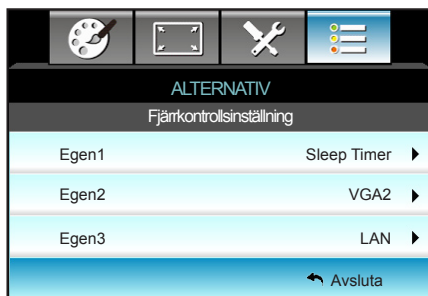 ALTERNATIV
Fjärrkontrollsinställning
Egen1 Sleep Timer
Egen2 VGA2
Egen3 LAN
Avsluta